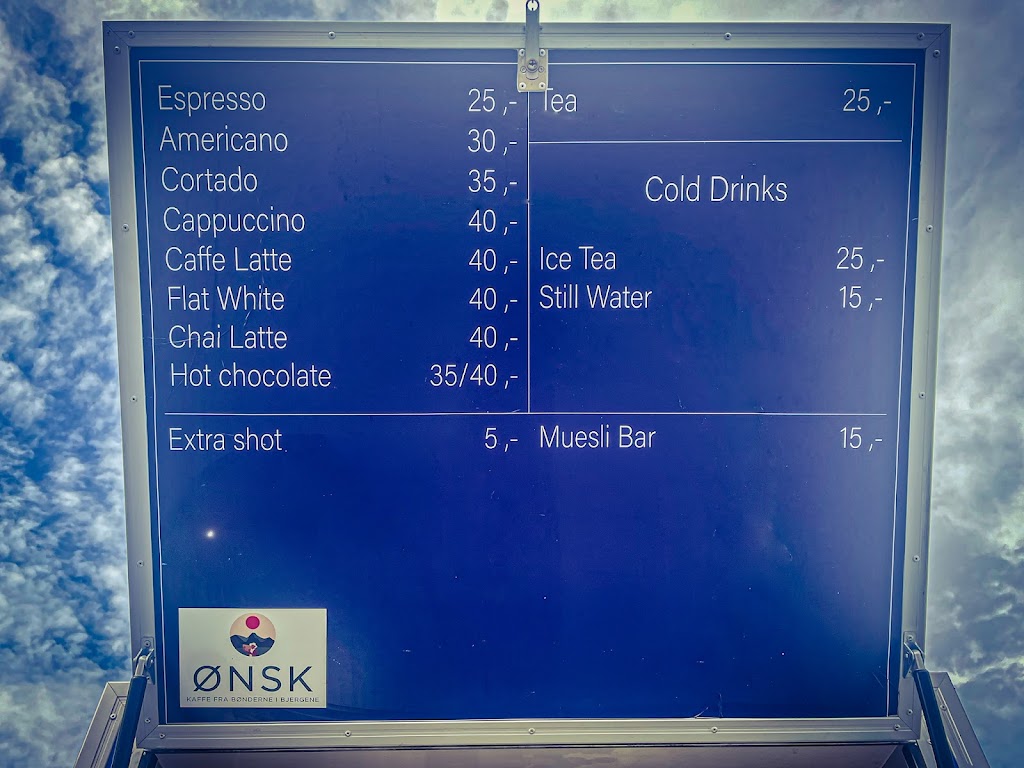 Espresso 25 ,-
Americano 30 ,-
Cortado 35 ,-
Cappuccino 40 ,-
Caffe Latte 40 ,-
Flat White 40 ,-
Chai Latte 40 ,-
Hot chocolate 35/40 ,-
Extra shot 5 ,-
Tea 25 ,-
Cold Drinks
Ice Tea 25 ,-
Still Water 15 ,-
Muesli Bar 15 ,-
ØNSK
KAFFE FRA BØNDERNE I BJERGENE